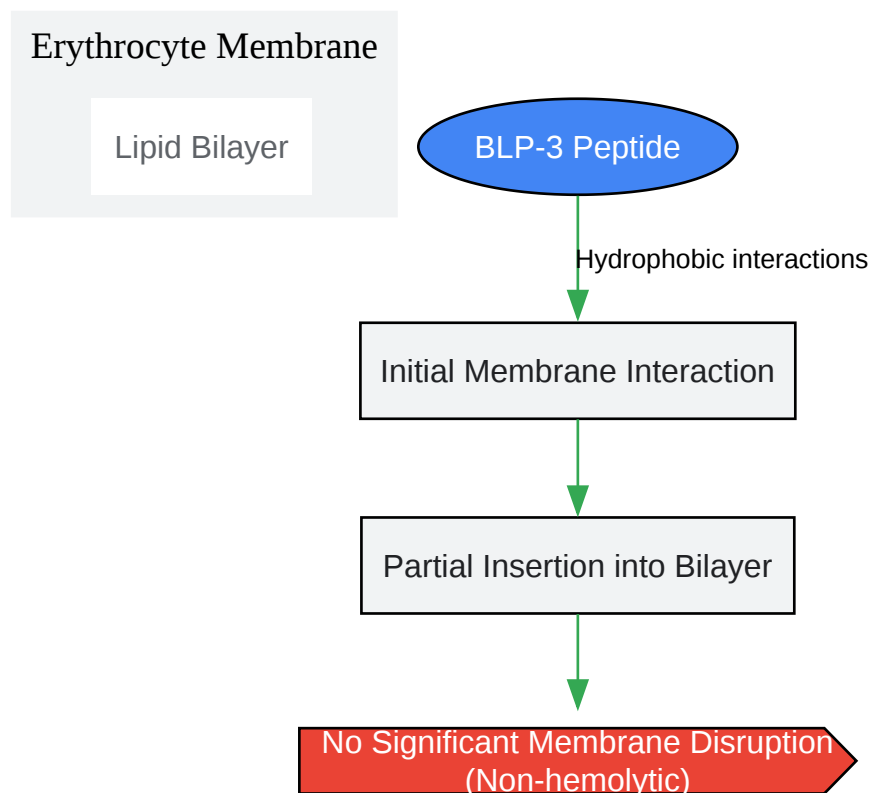 Erythrocyte Membrane
Lipid Bilayer
BLP-3 Peptide
Hydrophobic interactions
Initial Membrane Interaction
Partial Insertion into Bilayer
No Significant Membrane Disruption
(Non-hemolytic)